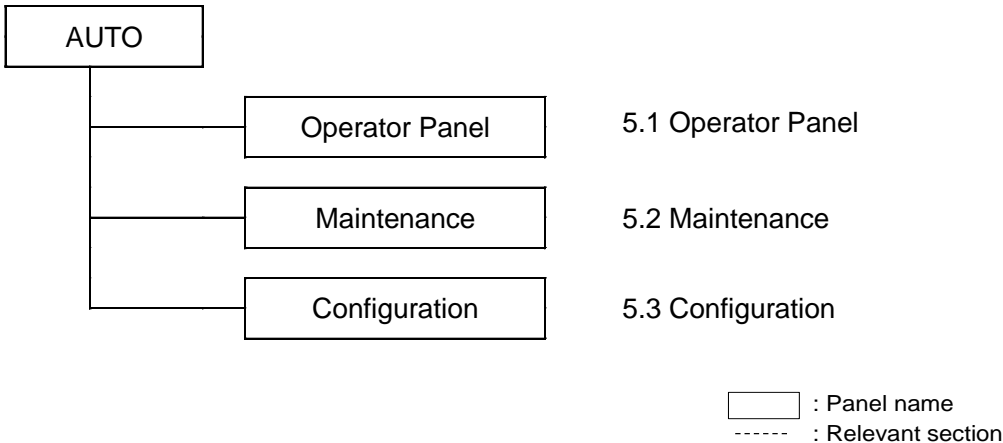 AUTO
Operator Panel 5.1 Operator Panel
Maintenance 5.2 Maintenance
Configuration 5.3 Configuration
: Panel name
------ : Relevant section